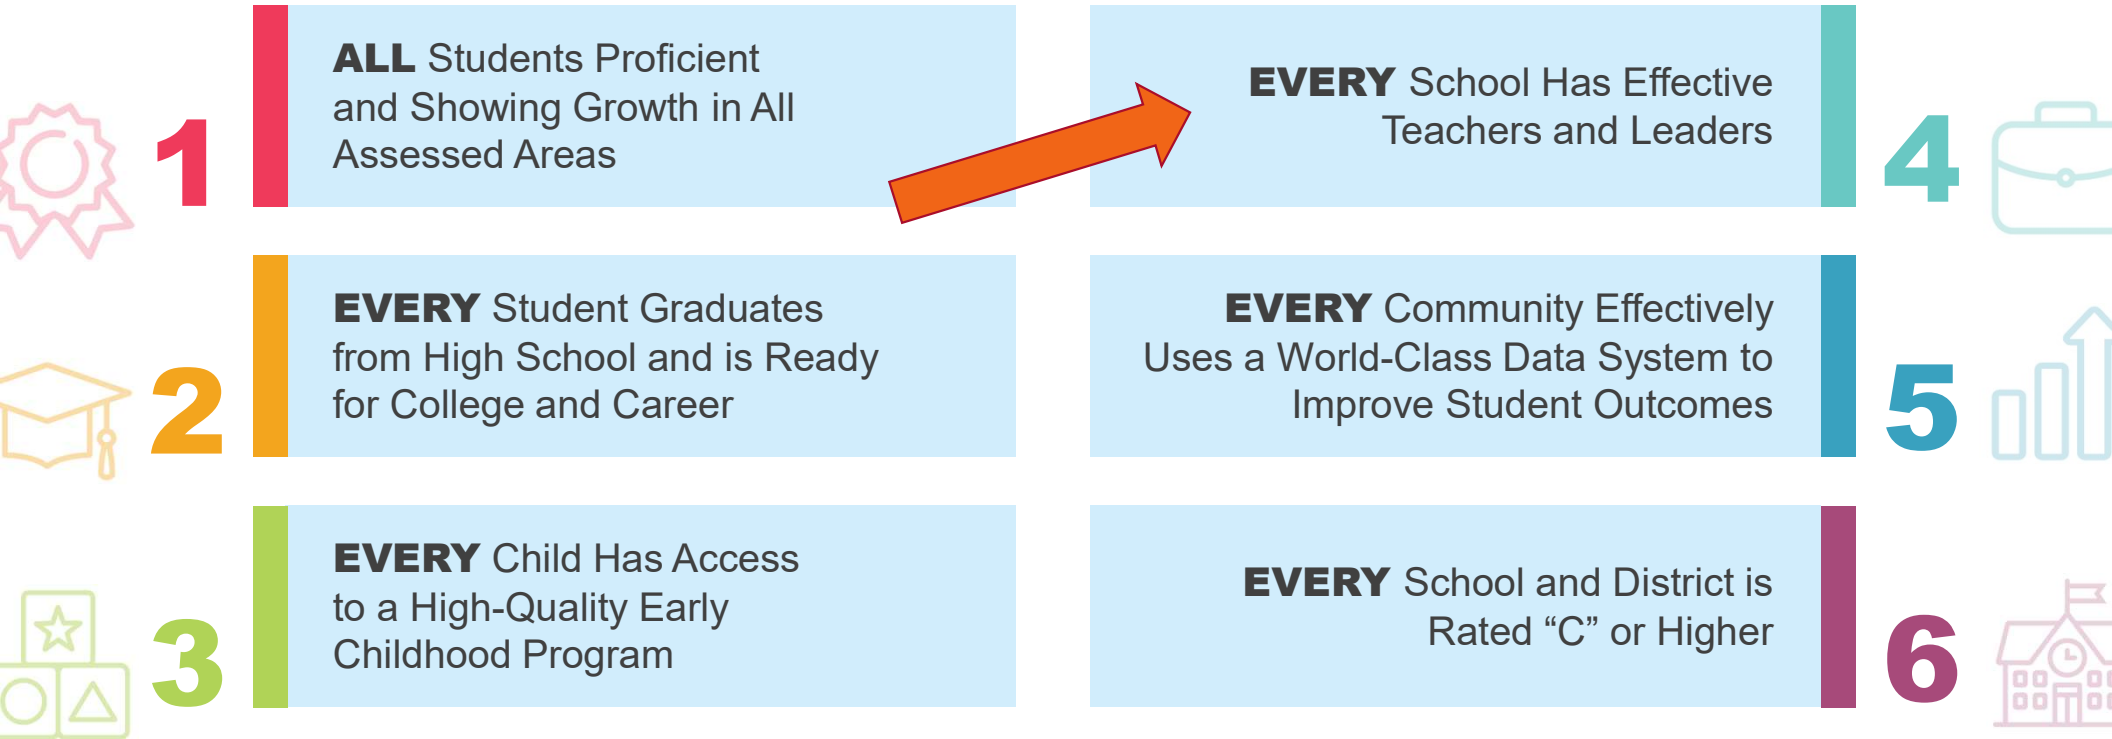 1
ALL Students Proficient
and Showing Growth in All
Assessed Areas
2
EVERY Student Graduates
from High School and is Ready
for College and Career
3
EVERY Child Has Access
to a High-Quality Early
Childhood Program
EVERY School Has Effective
Teachers and Leaders
4
EVERY Community Effectively
Uses a World-Class Data System to
Improve Student Outcomes
5
EVERY School and District is
Rated “C” or Higher
6